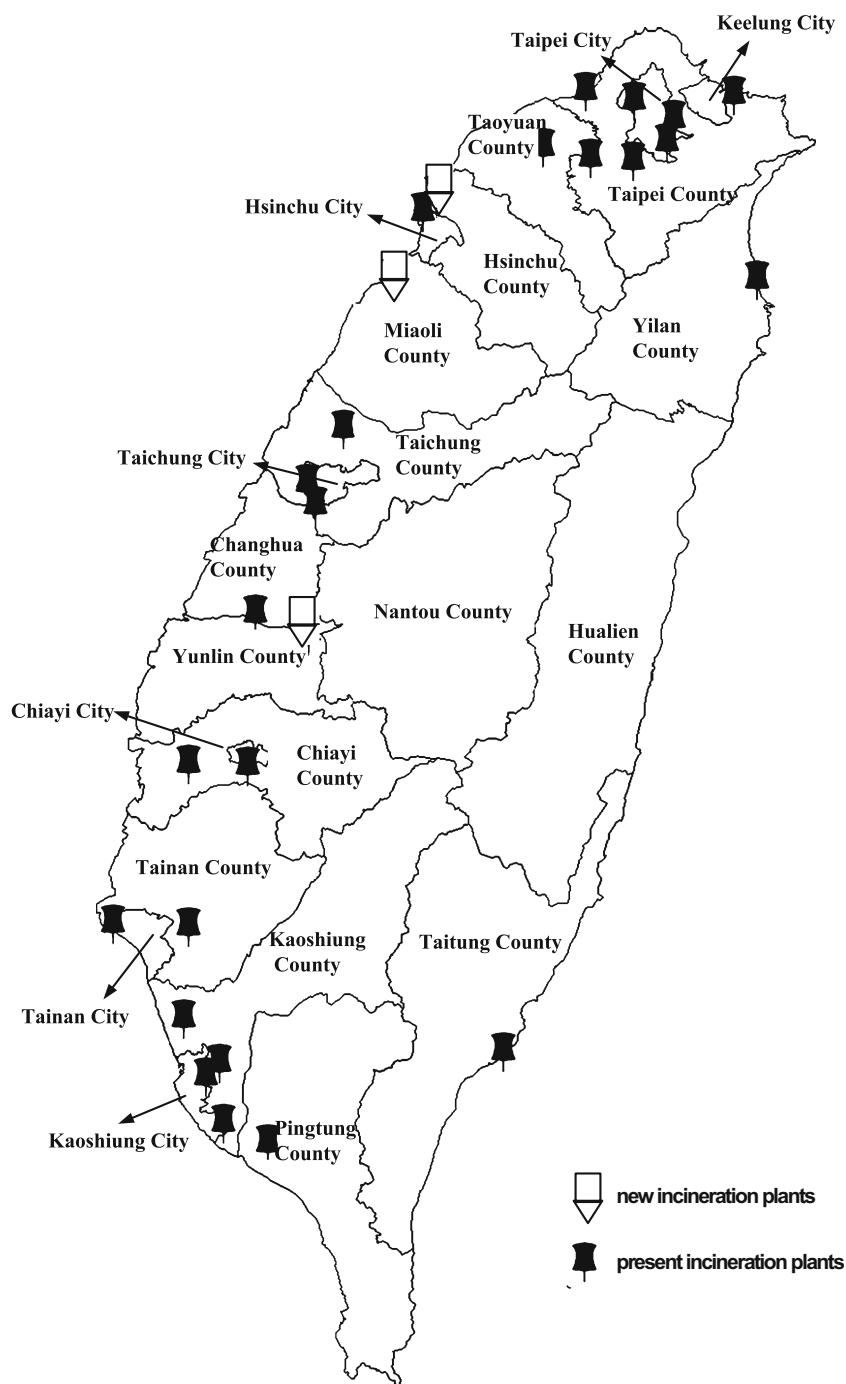 Keelung City
Taipei City
Taoyuan
County
Taipei County
Hsinchu City
Hsinchu
County
Yilan
County
Miaoli
County
Taichung
County
Taichung City
Changhua
County
Nantou County
Hualien
County
Yunlin County
Chiayi City
Chiayi
County
Tainan County
Kaoshiung
County
Taitung County
Tainan City
Kaoshiung City
Pingtung
County
new incineration plants
present incineration plants